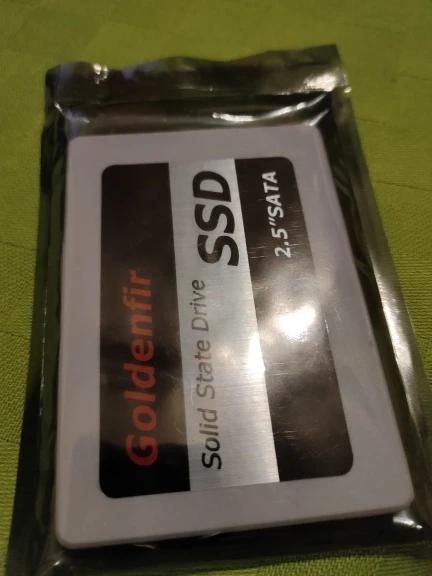 Goldenfir
Solid State Drive SSD
2.5"SATA